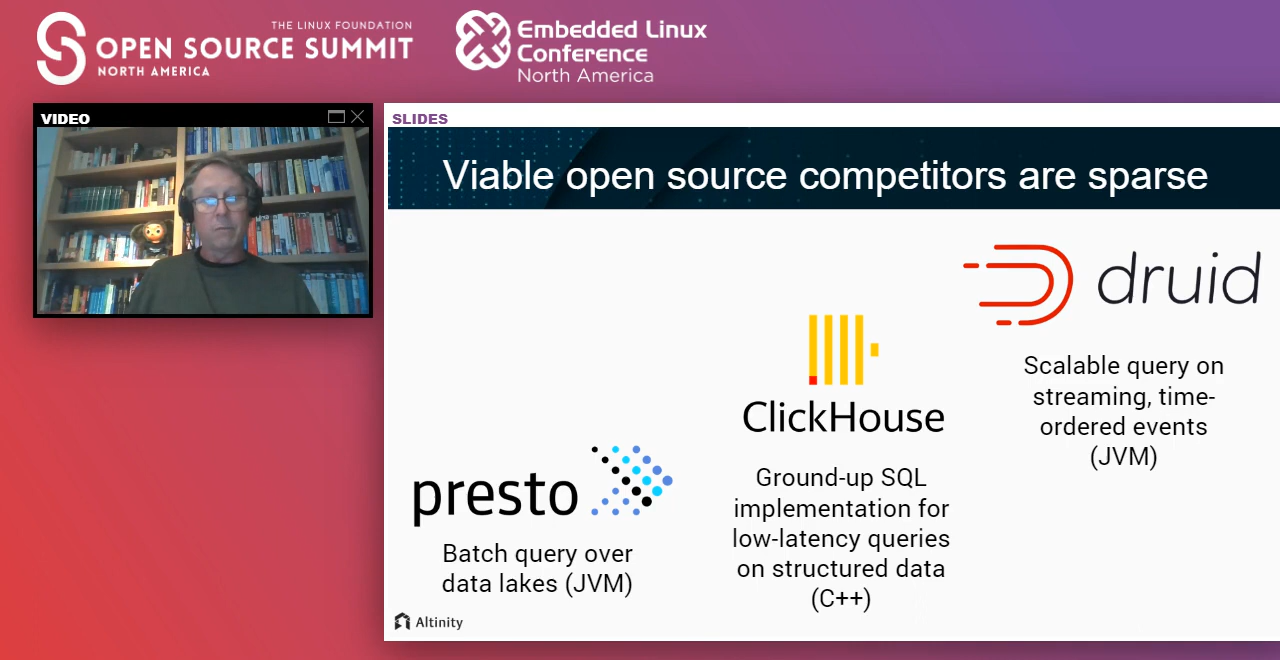 THE LINUX FOUNDATION
OPEN SOURCE SUMMIT
NORTH AMERICA
Embedded Linux
Conference
North America
VIDEO
SLIDES
Viable open source competitors are sparse
druid
Scalable query on
streaming, time-
ordered events
(JVM)
ClickHouse
Ground-up SQL
implementation for
low-latency queries
on structured data
(C++)
presto
Batch query over
data lakes (JVM)
Altinity